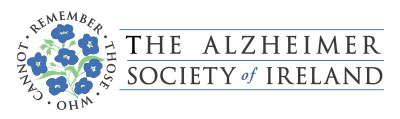 REMEMBER • THOSE • WHO • CANNOT •
THE ALZHEIMER
SOCIETY of IRELAND